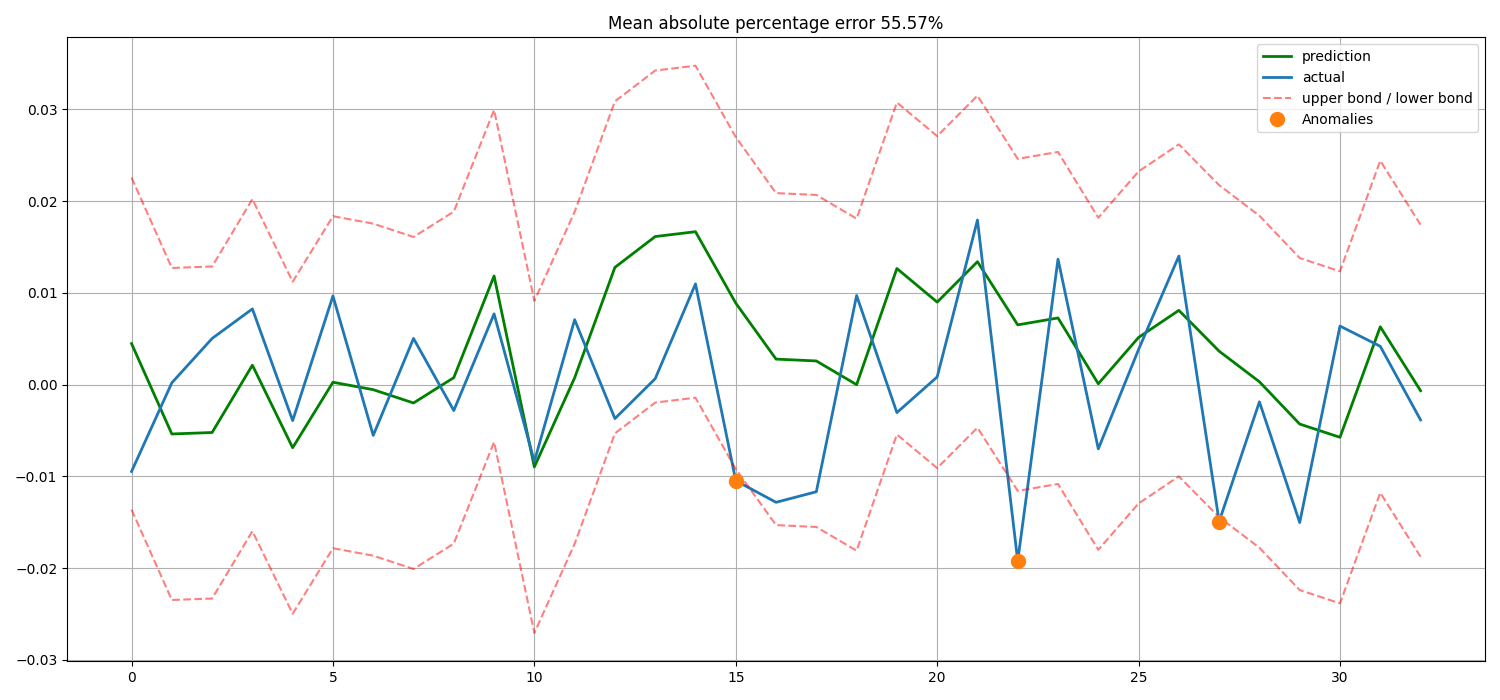 Mean absolute percentage error 55.57%
prediction
actual
upper bond / lower bond
Anomalies
0.03
0.02
0.01
0.00
−0.01
−0.02
−0.03
0 5 10 15 20 25 30